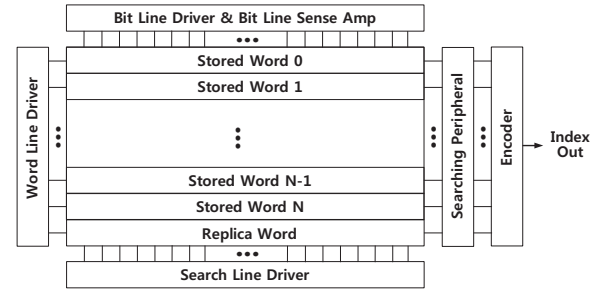 Bit Line Driver & Bit Line Sense Amp
Word Line Driver
Stored Word 0
Stored Word 1
Stored Word N-1
Stored Word N
Replica Word
Searching Peripheral
Encoder
Index
Out
Search Line Driver